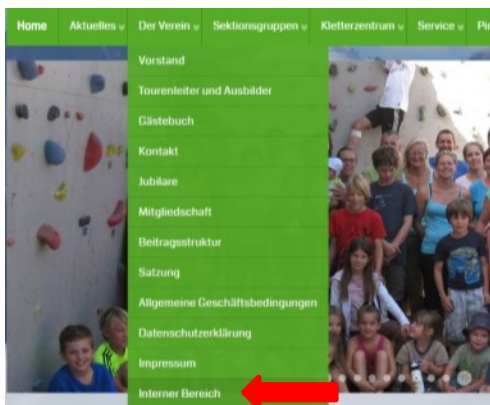 Home Aktuelles Der Verein Sektionsgruppen Kletterzentrum Service
Vorstand
Tourenleiter und Ausbilder
Gästebuch
Kontakt
Jubilare
Mitgliedschaft
Beitragsstruktur
Satzung
Allgemeine Geschäftsbedingungen
Datenschutzerklärung
Impressum
Interner Bereich